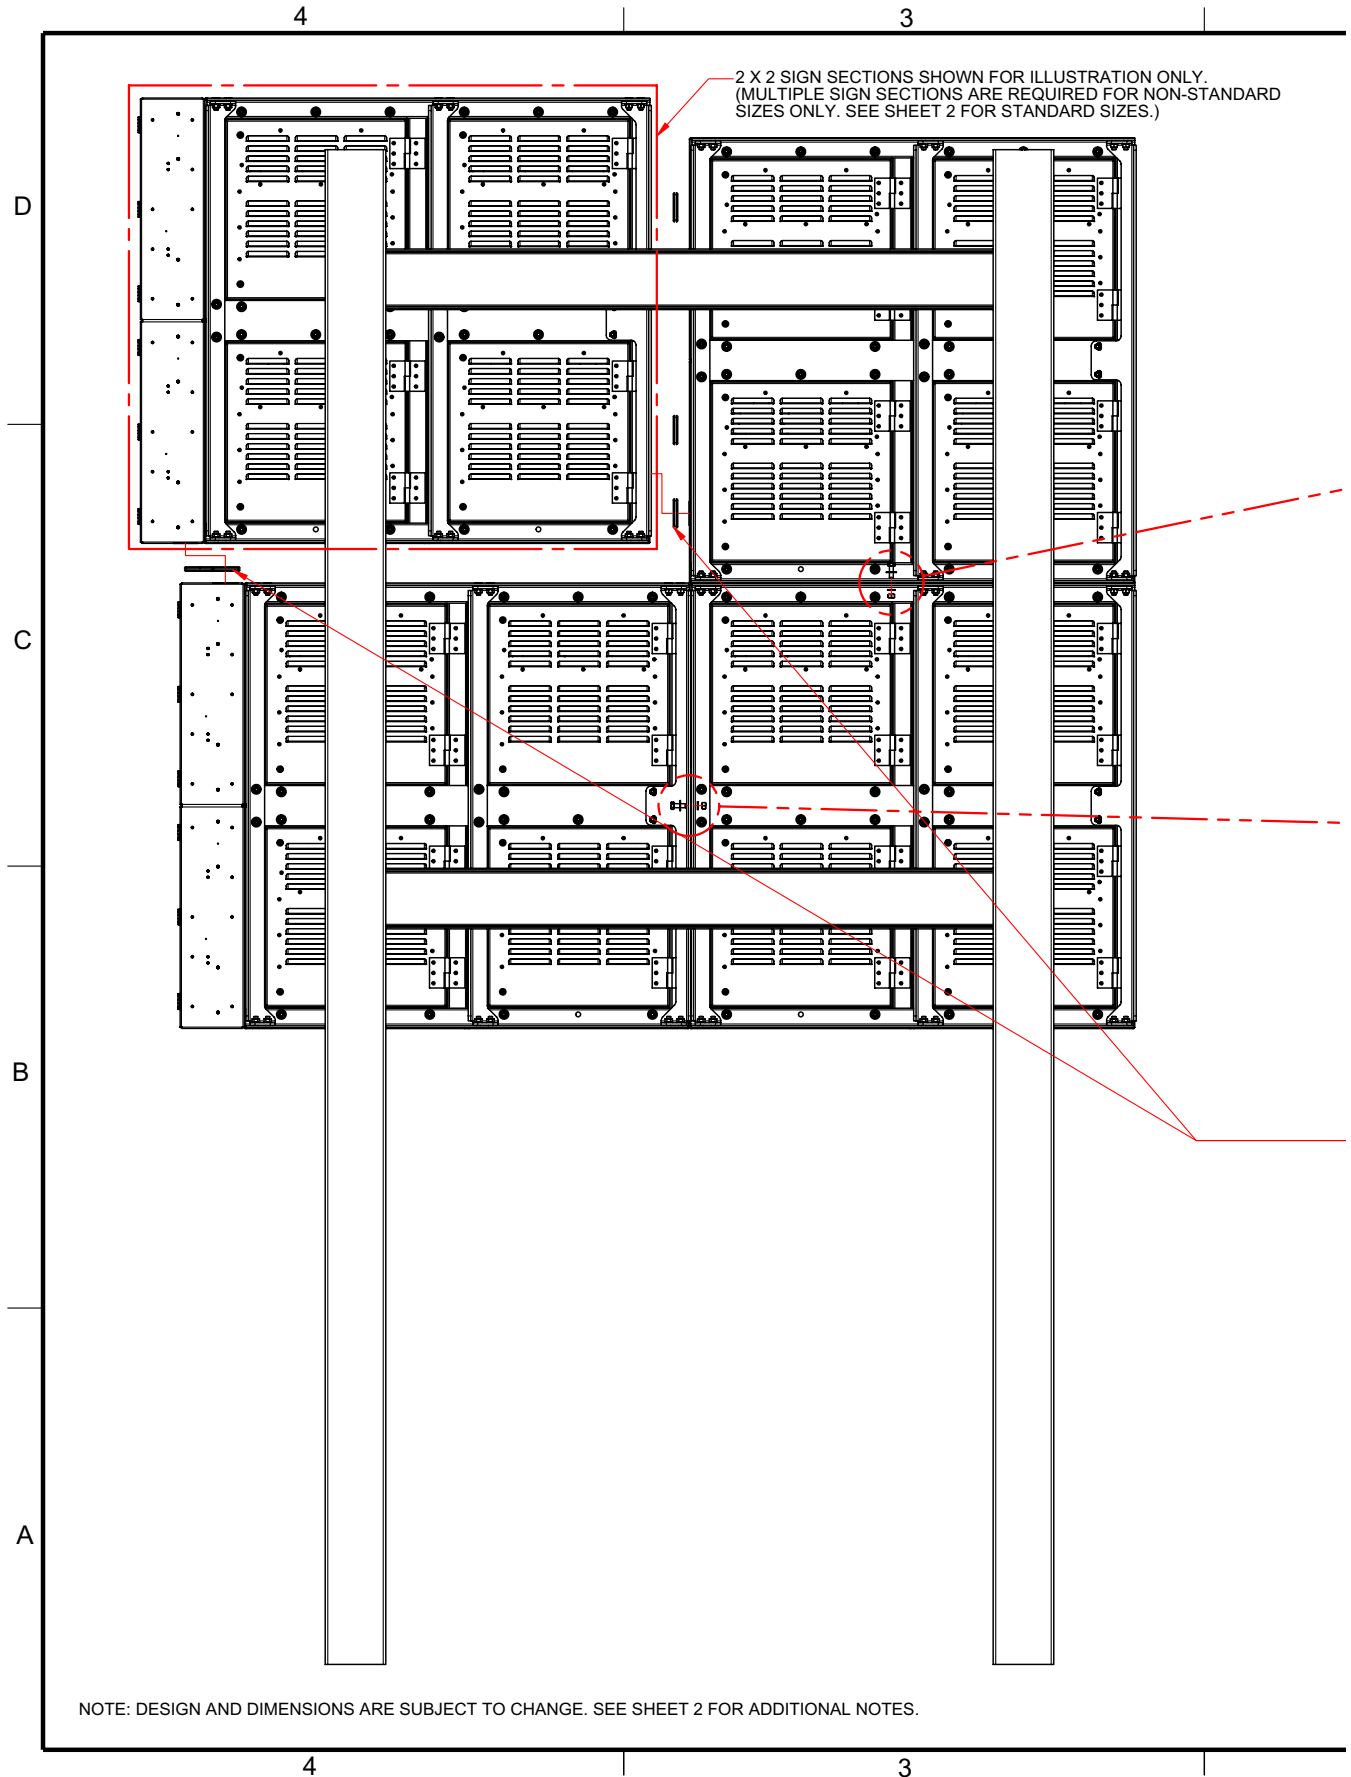 4 3
2 X 2 SIGN SECTIONS SHOWN FOR ILLUSTRATION ONLY.
(MULTIPLE SIGN SECTIONS ARE REQUIRED FOR NON-STANDARD
SIZES ONLY. SEE SHEET 2 FOR STANDARD SIZES.)
D
C
B
A
NOTE: DESIGN AND DIMENSIONS ARE SUBJECT TO CHANGE. SEE SHEET 2 FOR ADDITIONAL NOTES.
4 3